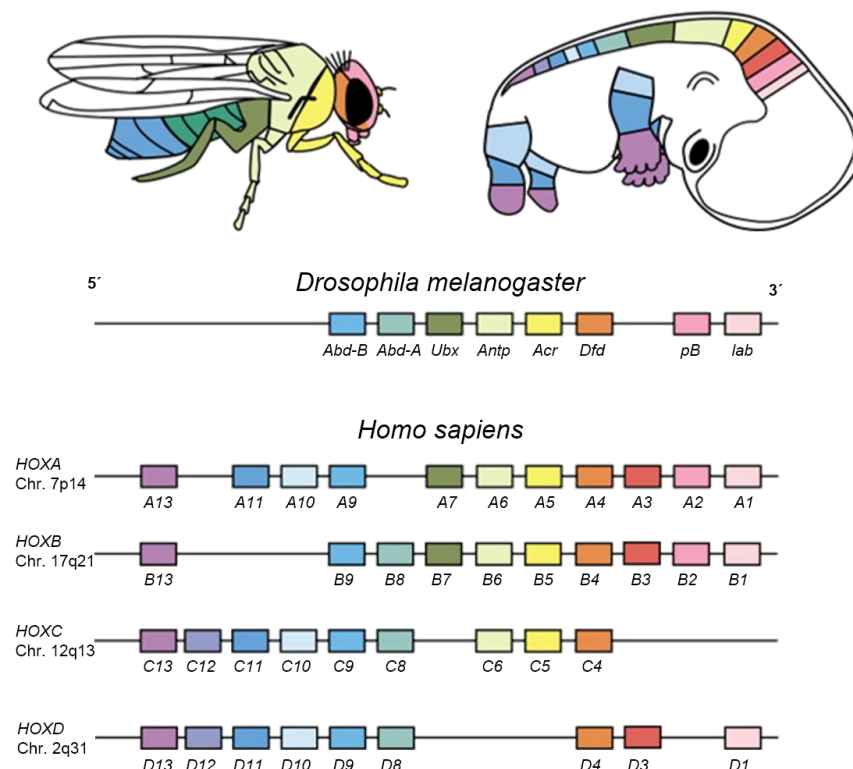 5´
Drosophila melanogaster
3´
Abd-B Abd-A Ubx Antp Acr Dfd pB lab
Homo sapiens
HOXA
Chr. 7p14
A13 A11 A10 A9 A7 A6 A5 A4 A3 A2 A1
HOXB
Chr. 17q21
B13 B9 B8 B7 B6 B5 B4 B3 B2 B1
HOXC
Chr. 12q13
C13 C12 C11 C10 C9 C8 C6 C5 C4
HOXD
Chr. 2q31
D13 D12 D11 D10 D9 D8 D4 D3 D1